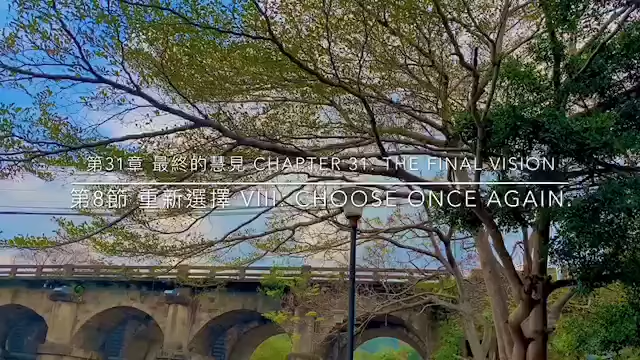 第31章 最終的慧見 CHAPTER 31: THE FINAL VISION.
第8節 重新選擇 VIII. CHOOSE ONCE AGAIN.